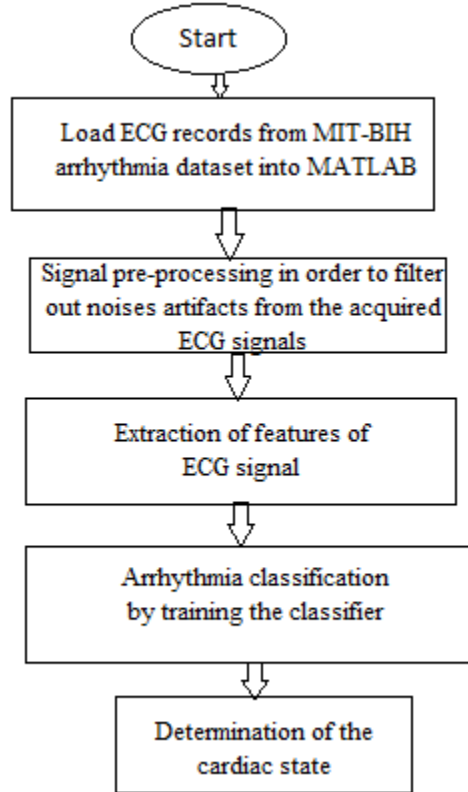 Start
Load ECG records from MIT-BIH
arrhythmia dataset into MATLAB
Signal pre-processing in order to filter
out noises artifacts from the acquired
ECG signals
Extraction of features of
ECG signal
Arrhythmia classification
by training the classifier
Determination of the
cardiac state